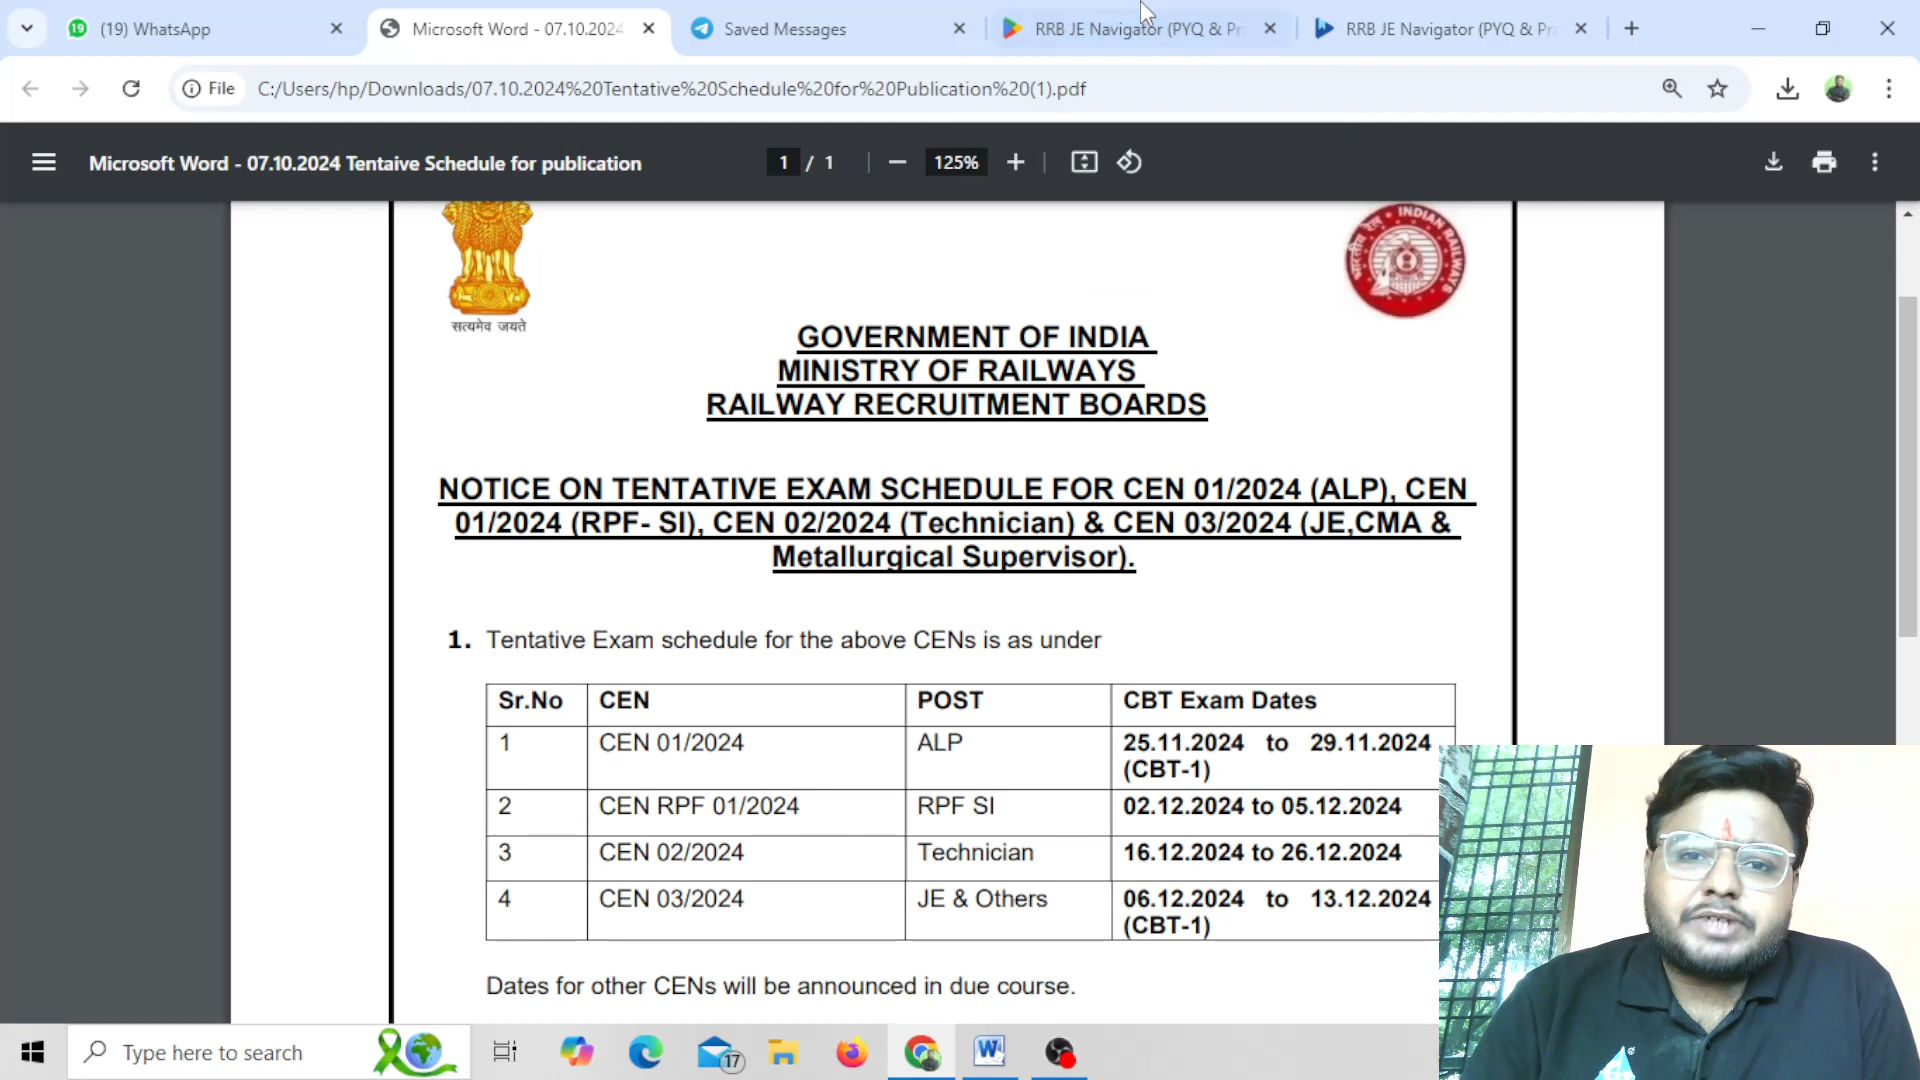 (19) WhatsApp
Microsoft Word - 07.10.2024
Saved Messages
RRB JE Navigator (PYQ & Pr
RRB JE Navigator (PYQ & Pra
File
C:/Users/hp/Downloads/07.10.2024%20Tentative%20Schedule%20for%20Publication%20(1).pdf
Microsoft Word - 07.10.2024 Tentaive Schedule for publication
1 / 1
125%
सत्यमेव जयते
INDIAN RAILWAYS
भारतीय रेल
GOVERNMENT OF INDIA
MINISTRY OF RAILWAYS
RAILWAY RECRUITMENT BOARDS
NOTICE ON TENTATIVE EXAM SCHEDULE FOR CEN 01/2024 (ALP), CEN
01/2024 (RPF- SI), CEN 02/2024 (Technician) & CEN 03/2024 (JE,CMA &
Metallurgical Supervisor).
1. Tentative Exam schedule for the above CENs is as under
Sr.No CEN POST CBT Exam Dates
1 CEN 01/2024 ALP 25.11.2024 to 29.11.2024
(CBT-1)
2 CEN RPF 01/2024 RPF SI 02.12.2024 to 05.12.2024
3 CEN 02/2024 Technician 16.12.2024 to 26.12.2024
4 CEN 03/2024 JE & Others 06.12.2024 to 13.12.2024
(CBT-1)
Dates for other CENs will be announced in due course.
Type here to search
17